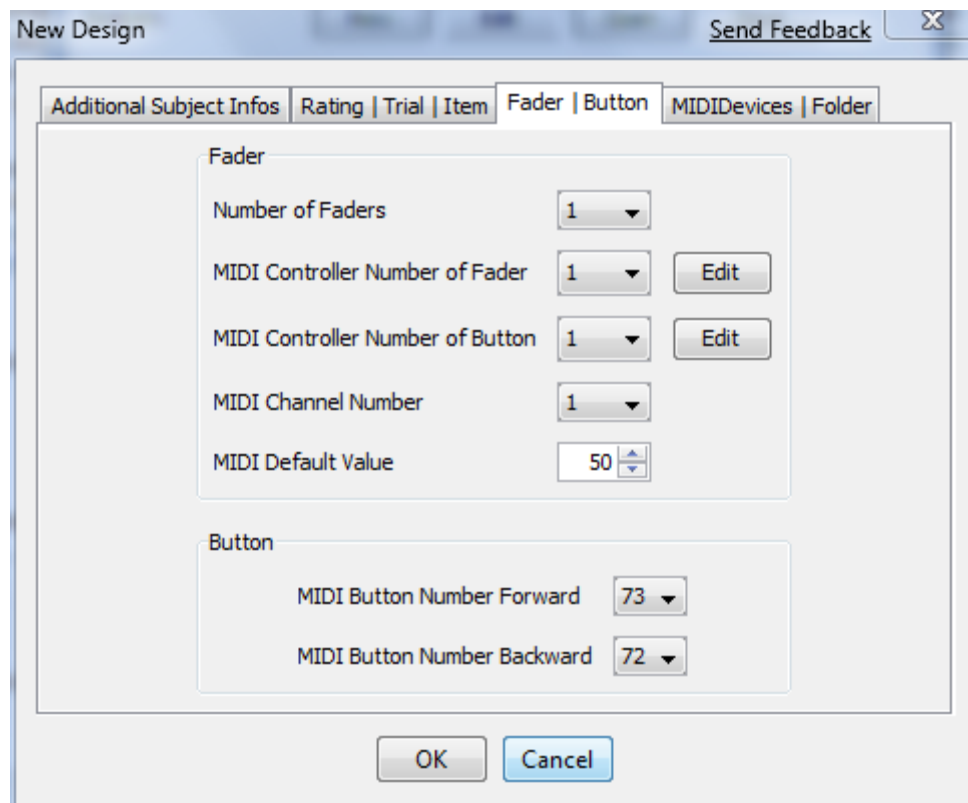 New Design Send Feedback
Additional Subject Infos Rating | Trial | Item Fader | Button MIDIDevices | Folder
Fader
Number of Faders 1
MIDI Controller Number of Fader 1 Edit
MIDI Controller Number of Button 1 Edit
MIDI Channel Number 1
MIDI Default Value 50
Button
MIDI Button Number Forward 73
MIDI Button Number Backward 72
OK Cancel